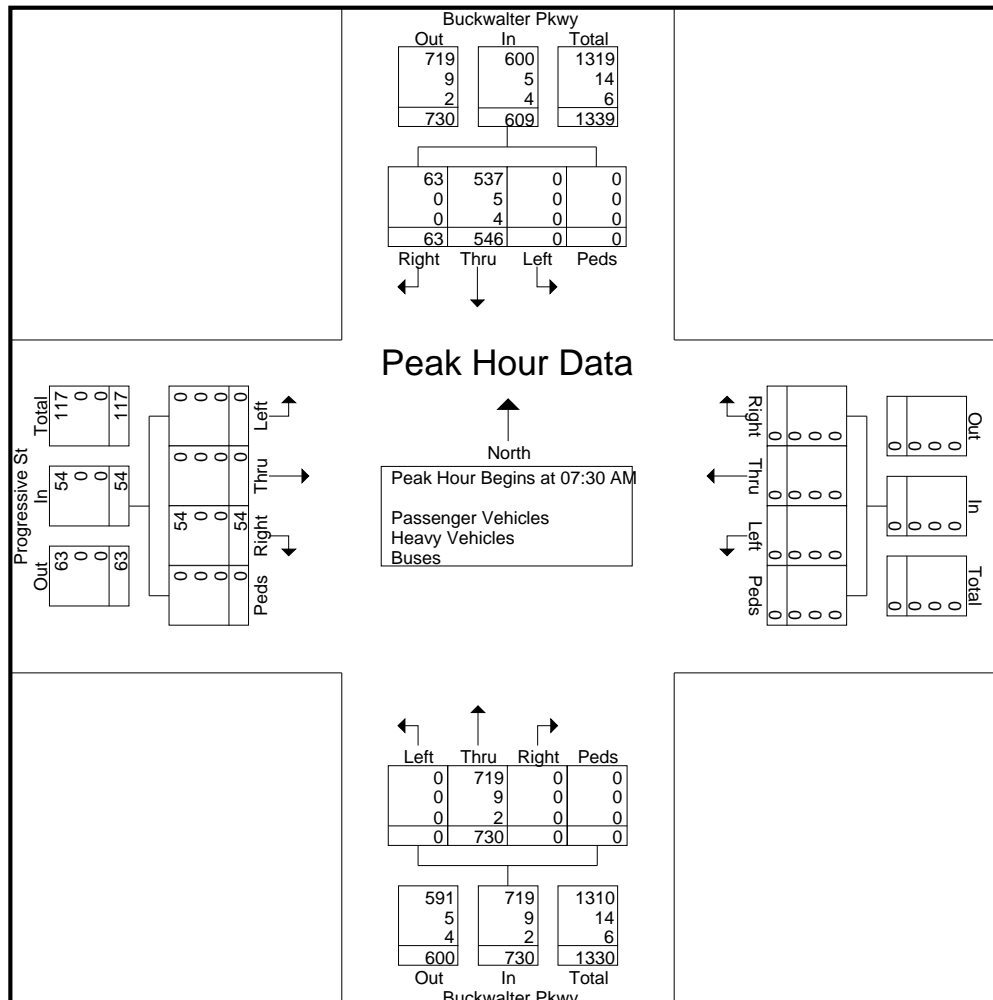 Buckwalter Pkwy
Out In Total
719 600 1319
9 5 14
2 4 6
730 609 1339
63 537 0 0
0 5 0 0
0 4 0 0
63 546 0 0
Right Thru Left Peds
Peak Hour Data
North
Peak Hour Begins at 07:30 AM
Passenger Vehicles
Heavy Vehicles
Buses
Progressive St
Out In Total
63 54 117
0 0 0
0 0 0
63 54 117
0 54 0 0
0 0 0 0
0 0 0 0
0 54 0 0
Peds Right Thru Left
Right Thru Left Peds
0 0 0 0
0 0 0 0
0 0 0 0
0 0 0 0
Out In Total
0 0 0
0 0 0
0 0 0
0 0 0
Left Thru Right Peds
0 719 0 0
0 9 0 0
0 2 0 0
0 730 0 0
591 719 1310
5 9 14
4 2 6
600 730 1330
Out In Total
Buckwalter Pkwy